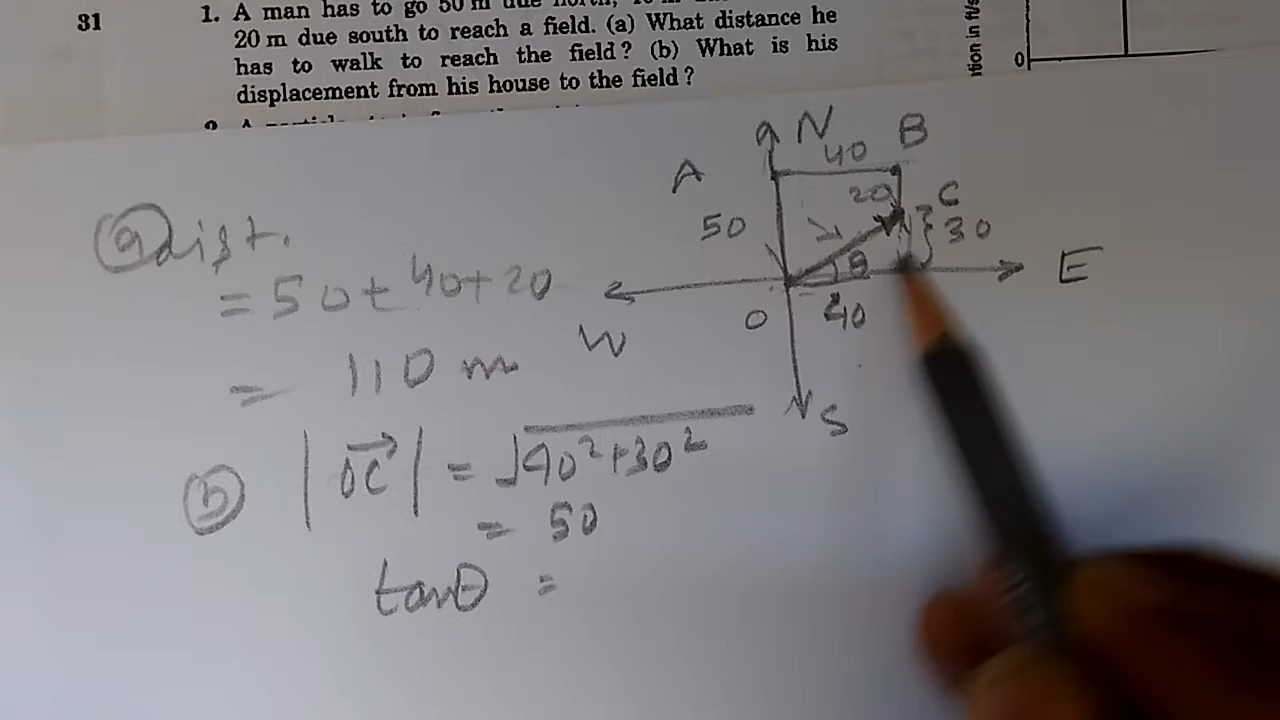 31
1. A man has to go 50 m due
20 m due south to reach a field. (a) What distance he
has to walk to reach the field? (b) What is his
displacement from his house to the field?
0
N
40
B
A
20
C
50
30
θ
E
O
40
W
S
(a) dist.
= 50 + 40 + 20
= 110 m
(b) |OC| = √40² + 30²
= 50
tanθ =